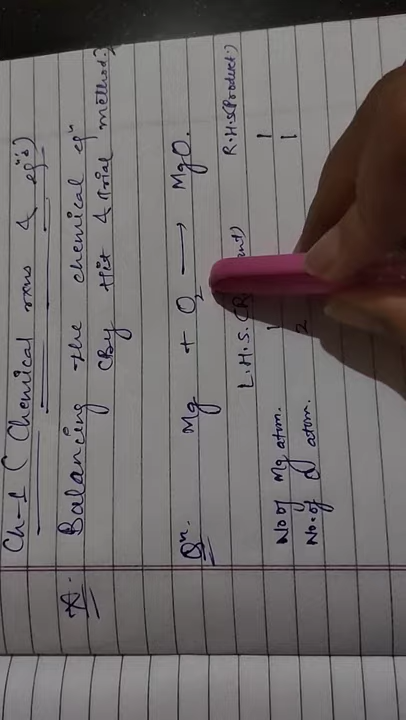 Ch-1 (Chemical rxns & eqⁿs)
A. Balancing the chemical eqⁿ
(By Hit & trial method)
Qⁿ. Mg + O₂ → MgO.
L.H.S. R.H.S (Product)
No of Mg atom. 1 1
No. of O atom. 2 1